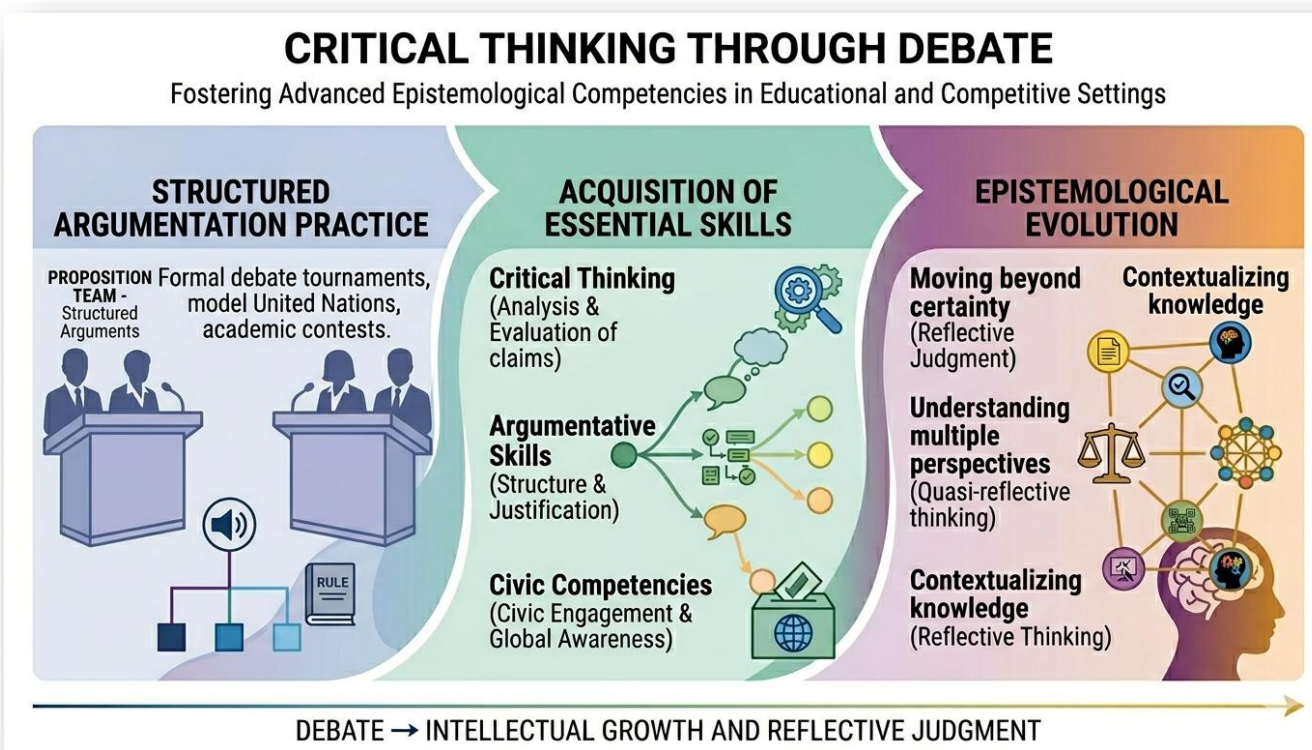 CRITICAL THINKING THROUGH DEBATE
Fostering Advanced Epistemological Competencies in Educational and Competitive Settings
STRUCTURED
ARGUMENTATION PRACTICE
PROPOSITION
TEAM -
Structured
Arguments
Formal debate tournaments,
model United Nations,
academic contests.
RULE
ACQUISITION OF
ESSENTIAL SKILLS
Critical Thinking
(Analysis &
Evaluation of
claims)
Argumentative
Skills
(Structure &
Justification)
Civic Competencies
(Civic Engagement &
Global Awareness)
EPISTEMOLOGICAL
EVOLUTION
Moving beyond
certainty
(Reflective
Judgment)
Contextualizing
knowledge
Understanding
multiple
perspectives
(Quasi-reflective
thinking)
Contextualizing
knowledge
(Reflective Thinking)
DEBATE → INTELLECTUAL GROWTH AND REFLECTIVE JUDGMENT